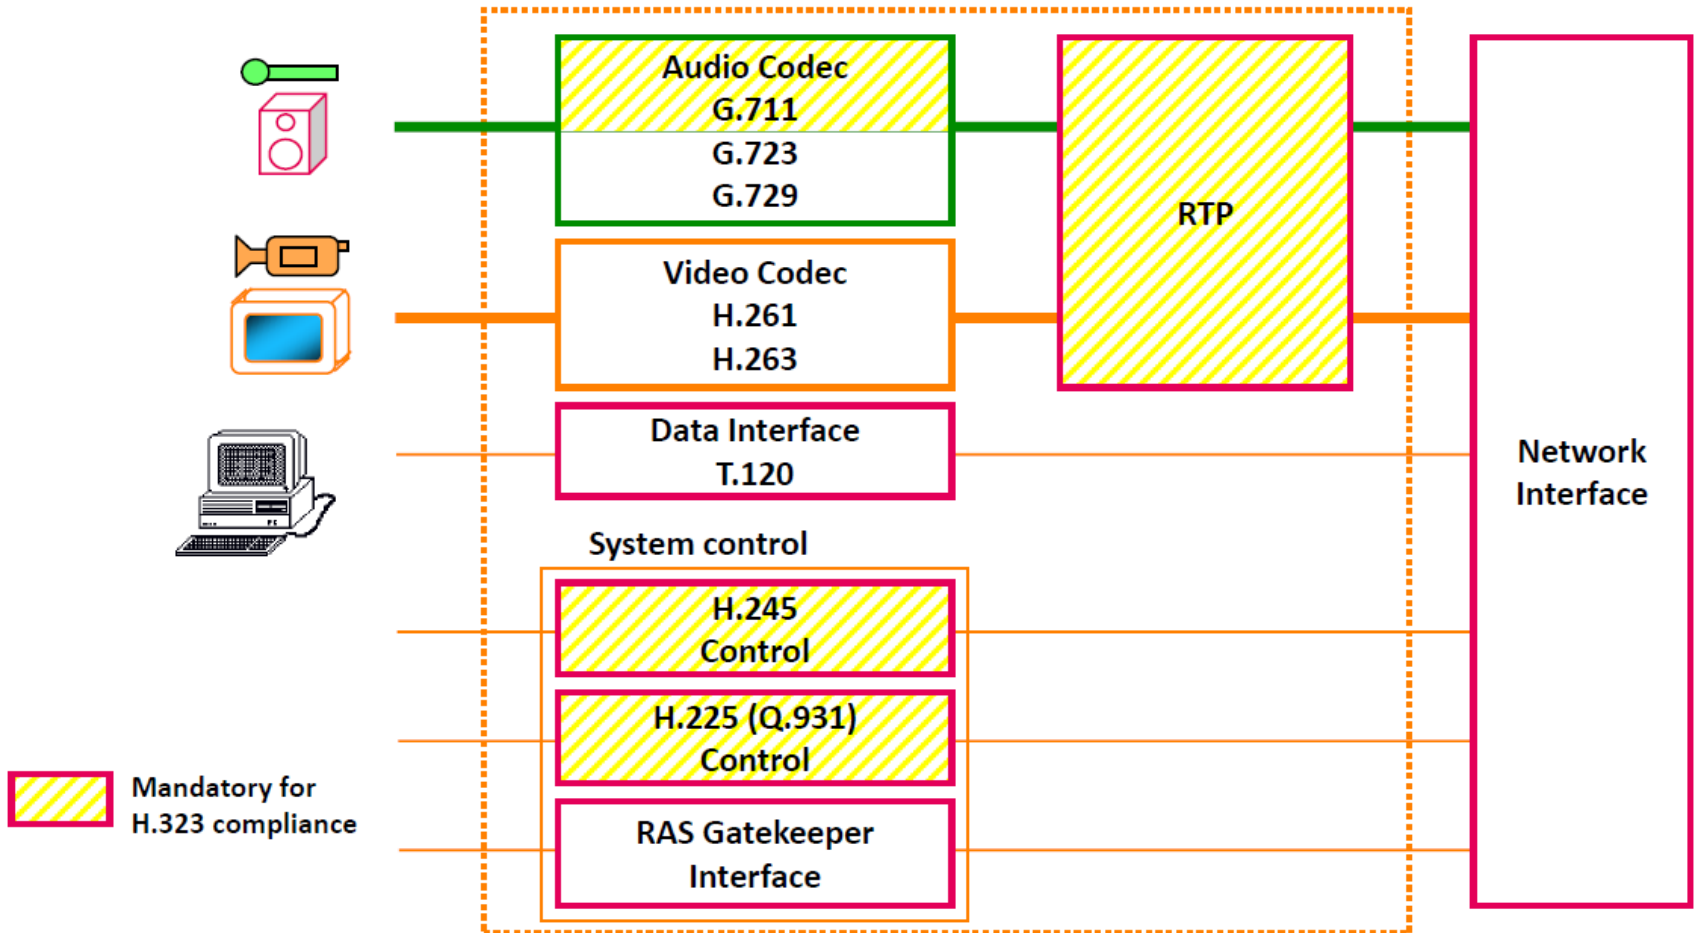 Audio Codec
G.711
G.723
G.729
RTP
Video Codec
H.261
H.263
Data Interface
T.120
Network
Interface
System control
H.245
Control
H.225 (Q.931)
Control
RAS Gatekeeper
Interface
Mandatory for
H.323 compliance